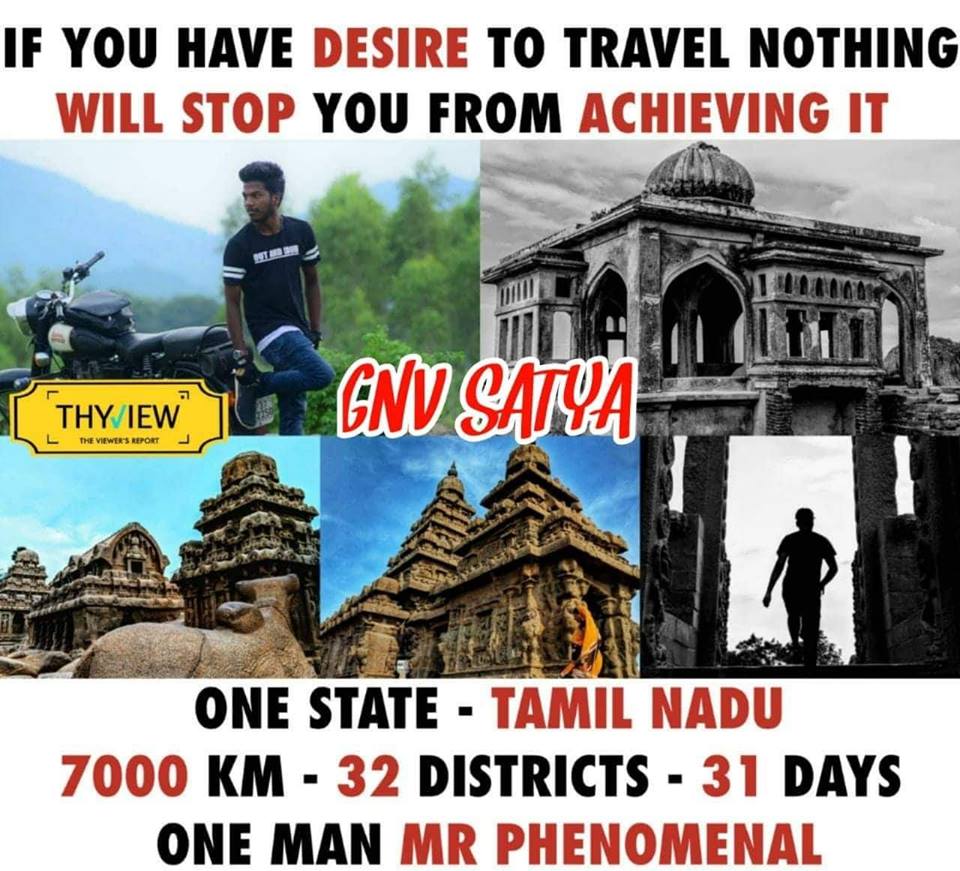 IF YOU HAVE DESIRE TO TRAVEL NOTHING
WILL STOP YOU FROM ACHIEVING IT
GNV SATYA
THYVIEW
THE VIEWER'S REPORT
ONE STATE - TAMIL NADU
7000 KM - 32 DISTRICTS - 31 DAYS
ONE MAN MR PHENOMENAL